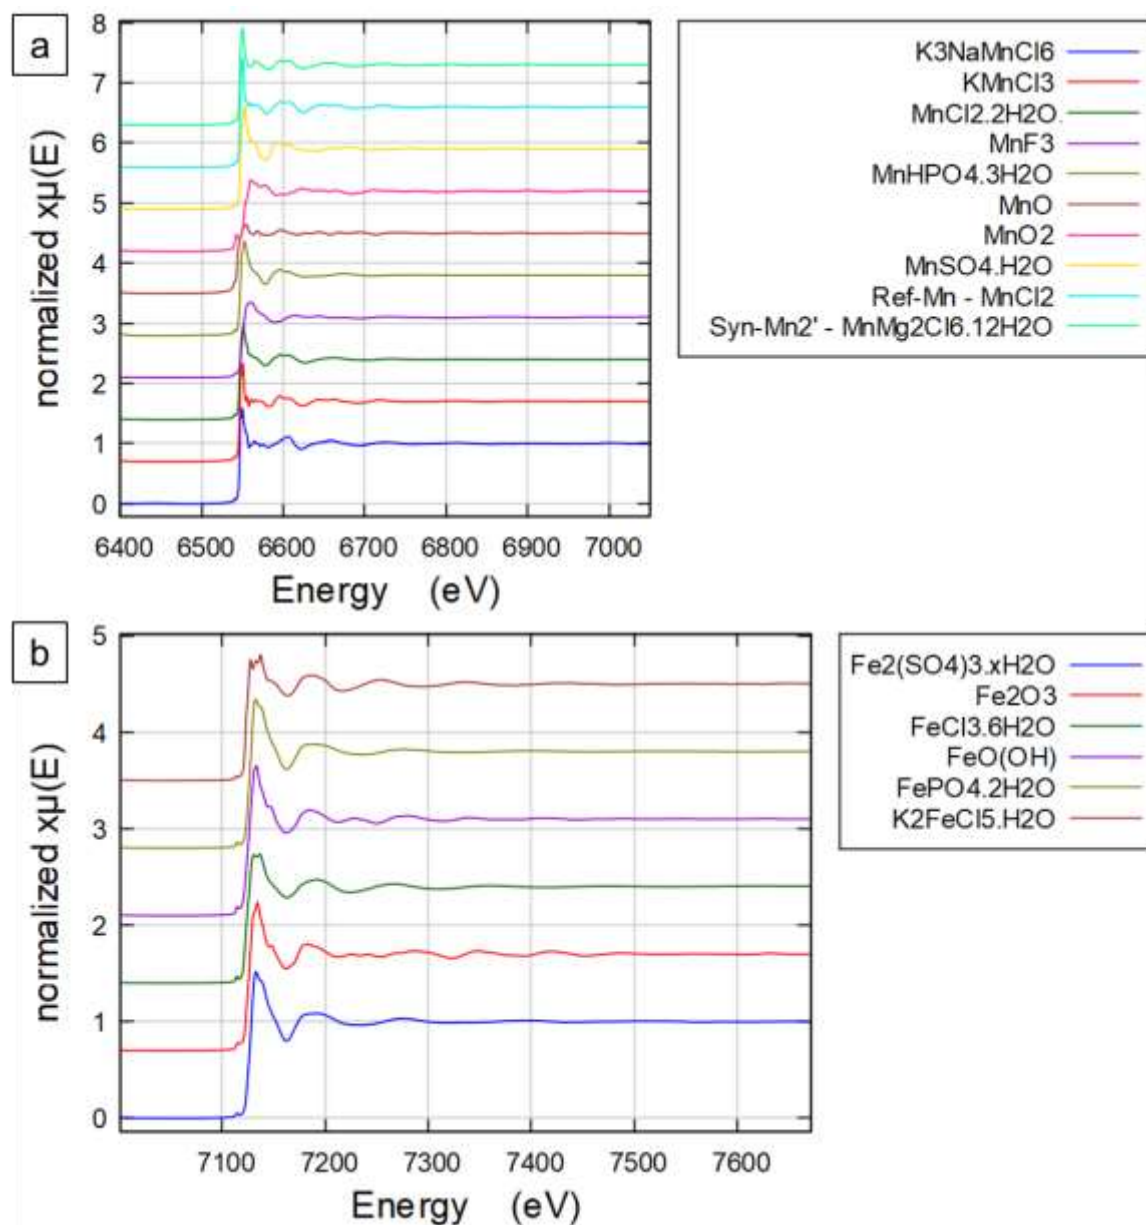 a
8
7
6
5
4
3
2
1
0
normalized xμ(E)
6400 6500 6600 6700 6800 6900 7000
Energy (eV)
K3NaMnCl6
KMnCl3
MnCl2.2H2O
MnF3
MnHPO4.3H2O
MnO
MnO2
MnSO4.H2O
Ref-Mn - MnCl2
Syn-Mn2' - MnMg2Cl6.12H2O
b
5
4
3
2
1
0
normalized xμ(E)
7100 7200 7300 7400 7500 7600
Energy (eV)
Fe2(SO4)3.xH2O
Fe2O3
FeCl3.6H2O
FeO(OH)
FePO4.2H2O
K2FeCl5.H2O